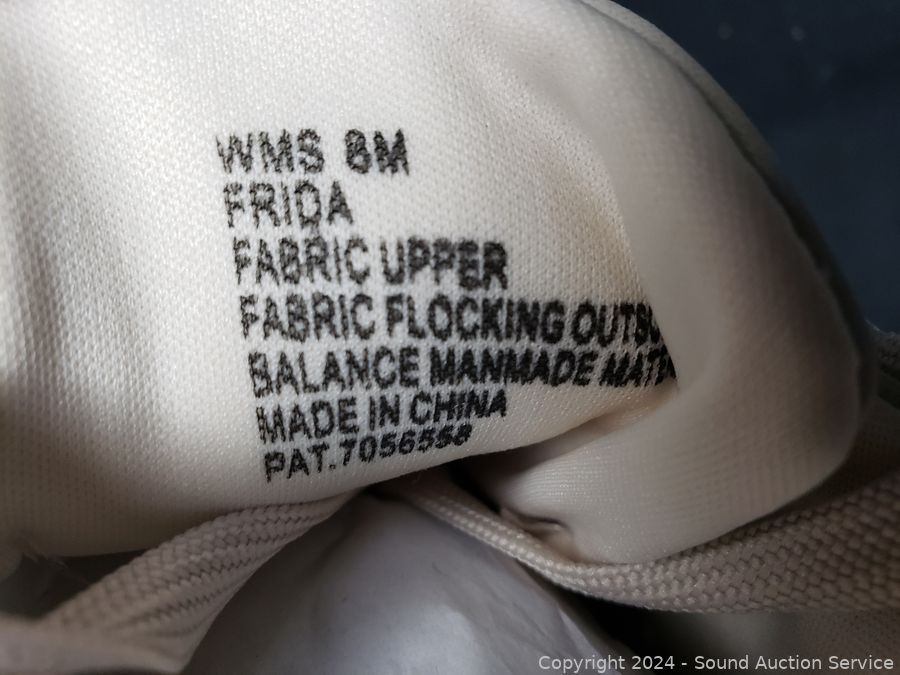 WMS 8M
FRIDA
FABRIC UPPER
FABRIC FLOCKING OUTSO
BALANCE MANMADE MATE
MADE IN CHINA
PAT.7056558
Copyright 2024 - Sound Auction Service